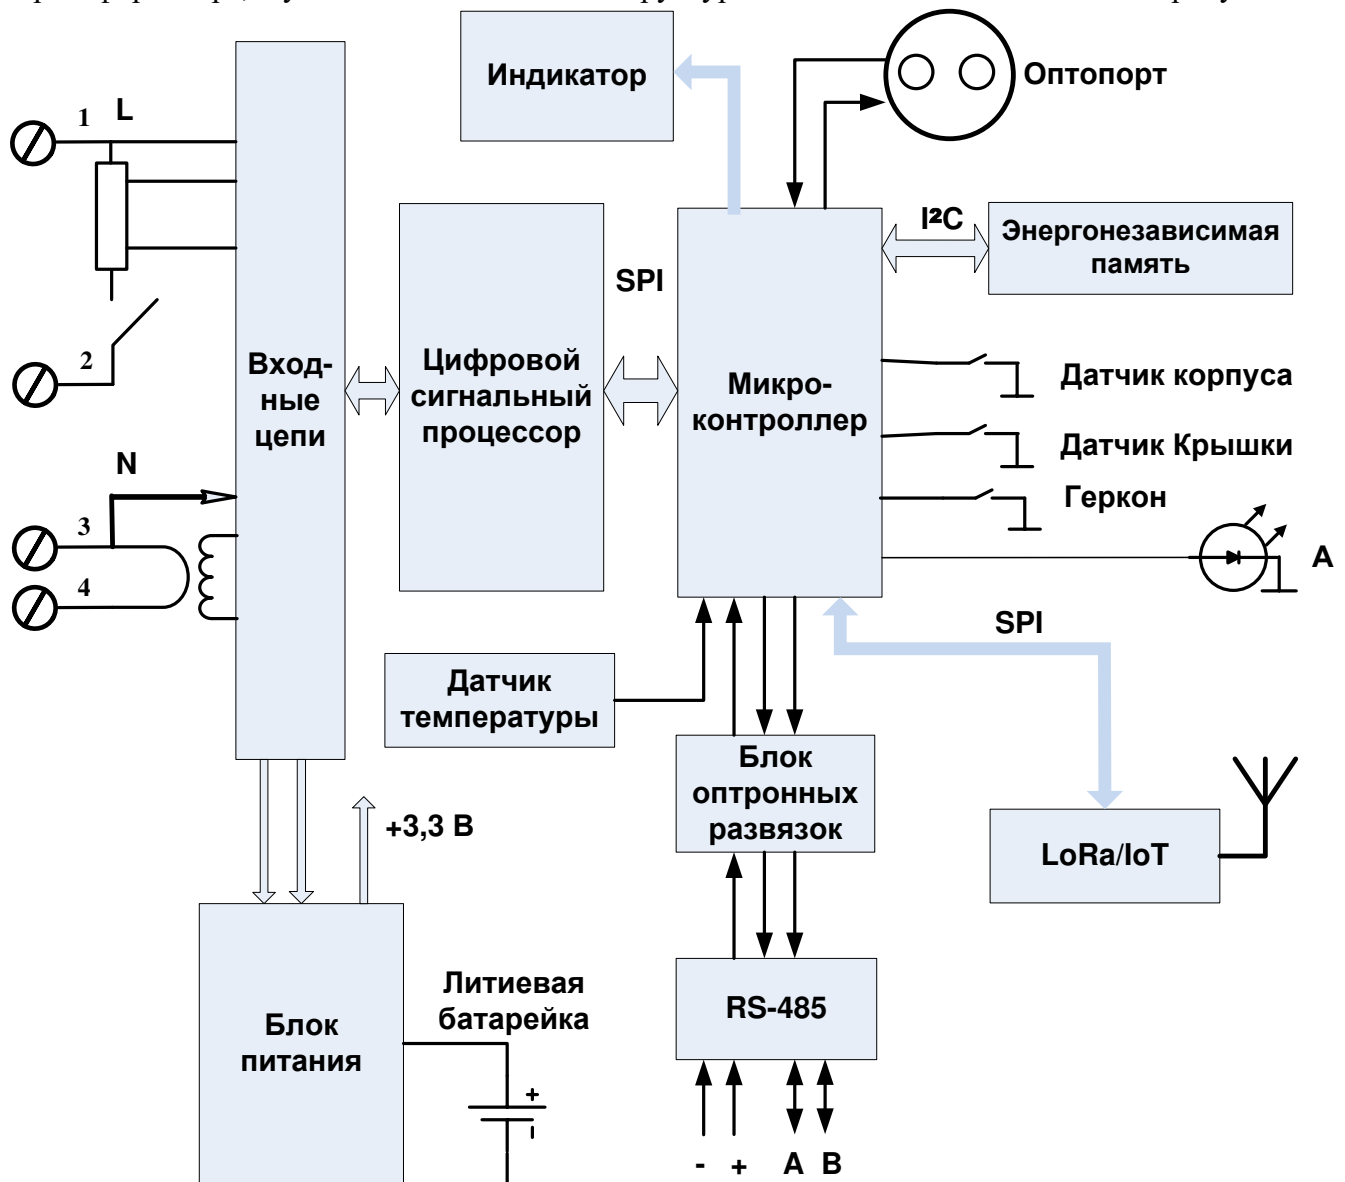 Индикатор
Оптопорт
1 L
I²C
Энергонезависимая
память
SPI
2
Вход-
ные
цепи
Цифровой
сигнальный
процессор
Микро-
контроллер
Датчик корпуса
Датчик Крышки
Геркон
N
3
4
A
SPI
Датчик
температуры
Блок
оптронных
развязок
+3,3 В
LoRa/IoT
Литиевая
батарейка
RS-485
Блок
питания
+
-
- + A B